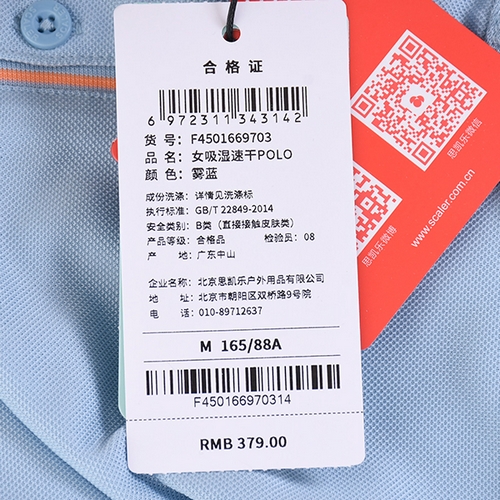 合格证
6 972311 343142
货 号: F4501669703
品 名: 女吸湿速干POLO
颜 色: 雾蓝
成份洗涤: 详情见洗涤标
执行标准: GB/T 22849-2014
安全类别: B类（直接接触皮肤类）
产品等级: 合格品 检验员: 08
产 地: 广东中山
企业名称: 北京思凯乐户外用品有限公司
地 址: 北京市朝阳区双桥路9号院
电 话: 010-89712637
M 165/88A
F450166970314
RMB 379.00
思凯乐微信
www.scaler.com.cn
思凯乐微博